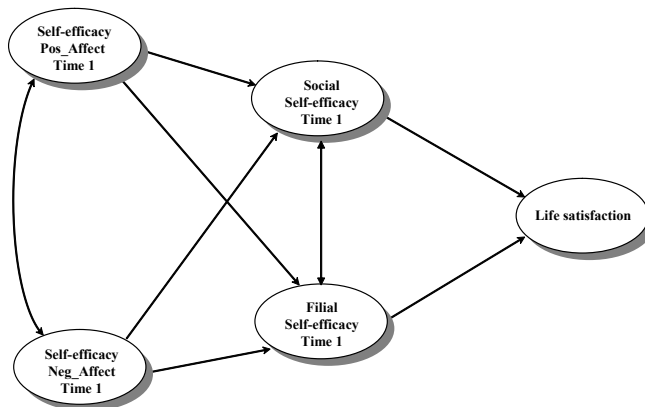 Self-efficacy
Pos_Affect
Time 1
Social
Self-efficacy
Time 1
Life satisfaction
Filial
Self-efficacy
Time 1
Self-efficacy
Neg_Affect
Time 1